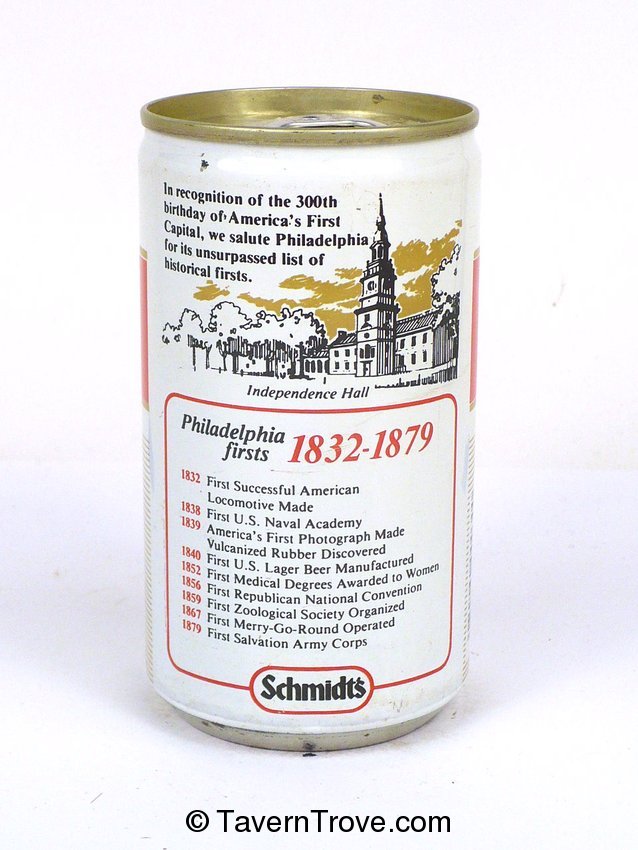 In recognition of the 300th
birthday of America's First
Capital, we salute Philadelphia
for its unsurpassed list of
historical firsts.
Independence Hall
Philadelphia
firsts 1832-1879
1832 First Successful American
Locomotive Made
1838 First U.S. Naval Academy
1839 America's First Photograph Made
Vulcanized Rubber Discovered
1840 First U.S. Lager Beer Manufactured
1852 First Medical Degrees Awarded to Women
1856 First Republican National Convention
1859 First Zoological Society Organized
1867 First Merry-Go-Round Operated
1879 First Salvation Army Corps
Schmidt's
© TavernTrove.com